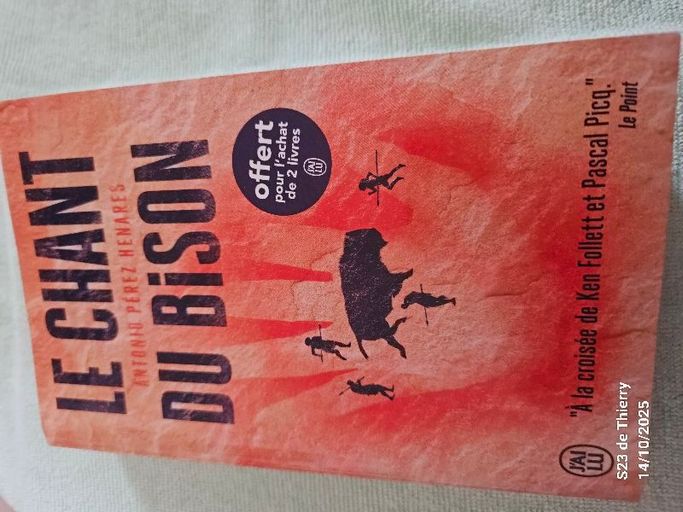 LE CHANT
ANTONIO PÉREZ HENARES
DU BISON
offert
pour l'achat
de 2 livres
J'AI
LU
"À la croisée de Ken Follett et Pascal Picq."
Le Point
J'AI
LU
S23 de Thierry
14/10/2025